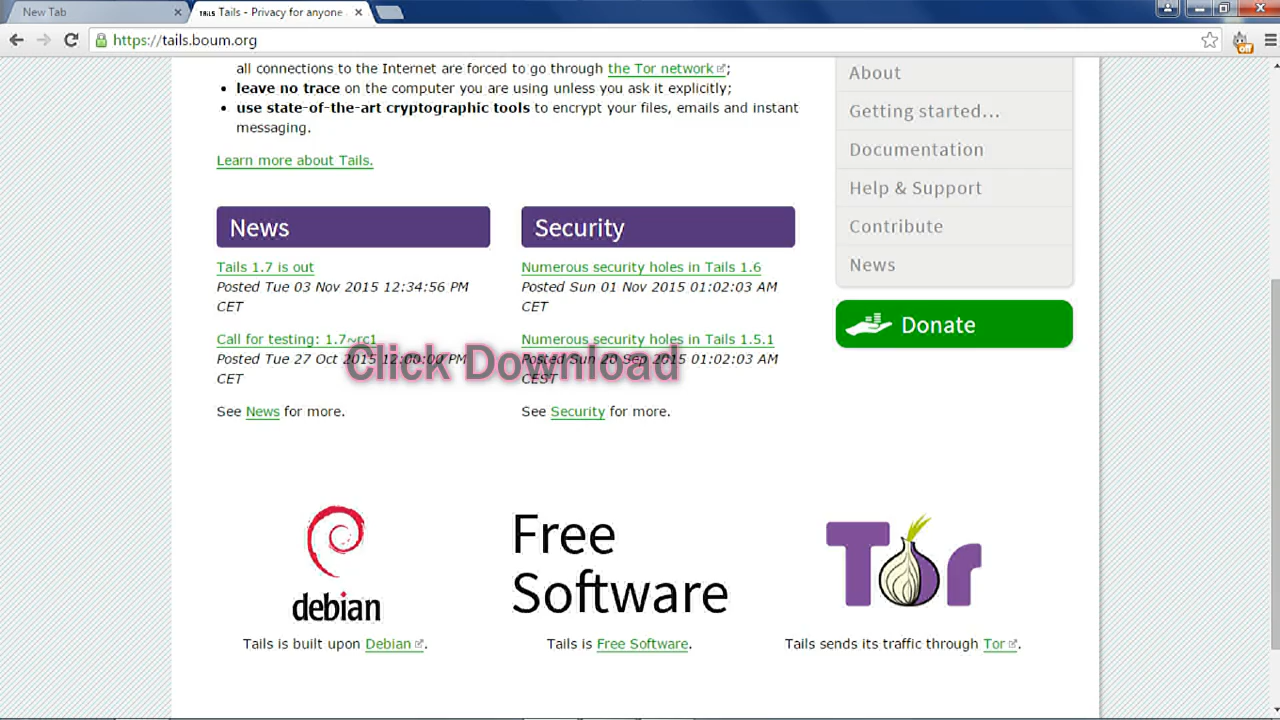 New Tab
TAILS Tails - Privacy for anyone
https://tails.boum.org
off
all connections to the Internet are forced to go through the Tor network;
leave no trace on the computer you are using unless you ask it explicitly;
use state-of-the-art cryptographic tools to encrypt your files, emails and instant
messaging.
Learn more about Tails.
About
Getting started...
Documentation
Help & Support
Contribute
News
Donate
News
Tails 1.7 is out
Posted Tue 03 Nov 2015 12:34:56 PM
CET
Call for testing: 1.7~rc1
Posted Tue 27 Oct 2015 12:00:00 PM
CET
See News for more.
Security
Numerous security holes in Tails 1.6
Posted Sun 01 Nov 2015 01:02:03 AM
CET
Numerous security holes in Tails 1.5.1
Posted Sun 20 Sep 2015 01:02:03 AM
CEST
See Security for more.
Click Download
debian
Tails is built upon Debian.
Free
Software
Tails is Free Software.
Tor
Tails sends its traffic through Tor.